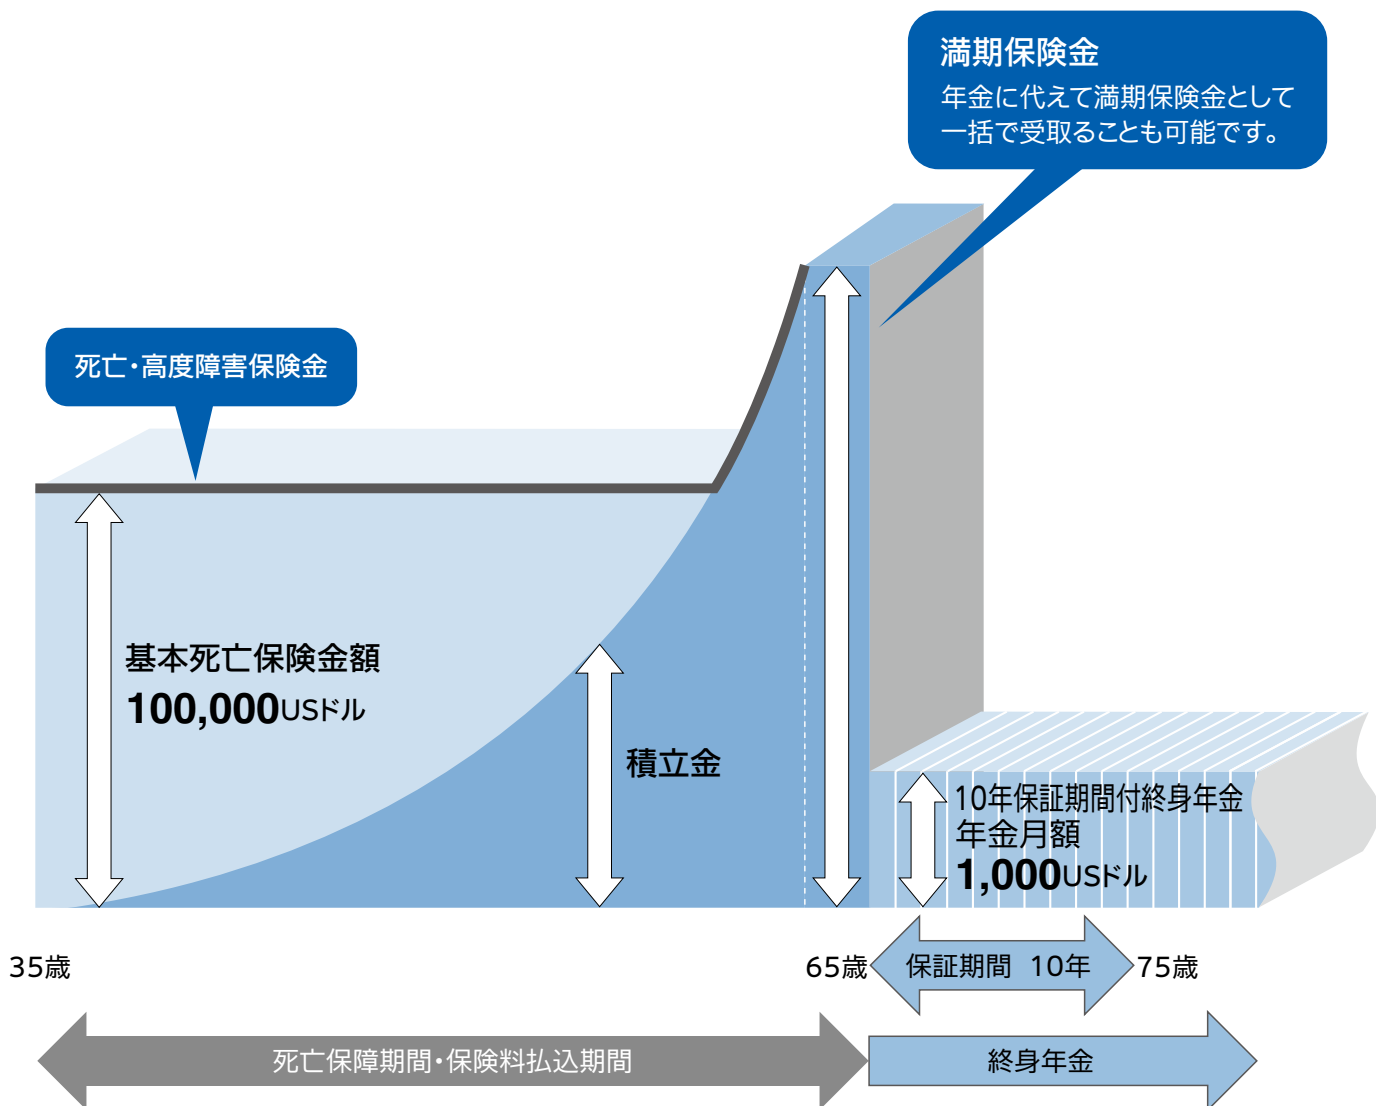 満期保険金
年金に代えて満期保険金として
一括で受取ることも可能です。
死亡・高度障害保険金
基本死亡保険金額
100,000USドル
積立金
10年保証期間付終身年金
年金月額
1,000USドル
35歳
65歳
保証期間 10年
75歳
死亡保障期間・保険料払込期間
終身年金